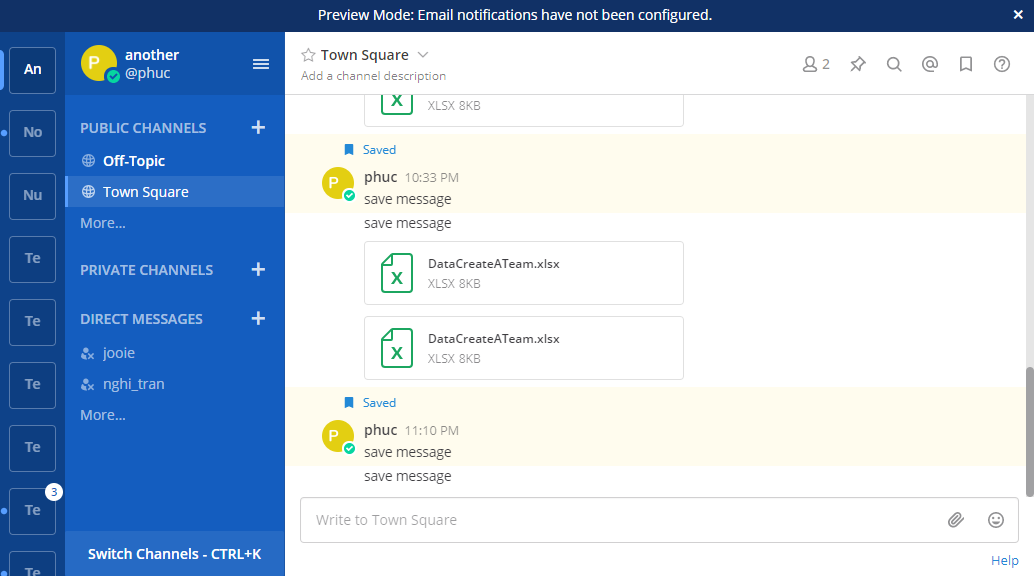 Preview Mode: Email notifications have not been configured.
×
An
No
Nu
Te
Te
Te
Te
Te
3
Te
P
another
@phuc
PUBLIC CHANNELS
Off-Topic
Town Square
More...
PRIVATE CHANNELS
DIRECT MESSAGES
jooie
nghi_tran
More...
Switch Channels - CTRL+K
Town Square
Add a channel description
2
X
XLSX 8KB
Saved
P
phuc 10:33 PM
save message
save message
X
DataCreateATeam.xlsx
XLSX 8KB
X
DataCreateATeam.xlsx
XLSX 8KB
Saved
P
phuc 11:10 PM
save message
save message
Write to Town Square
Help